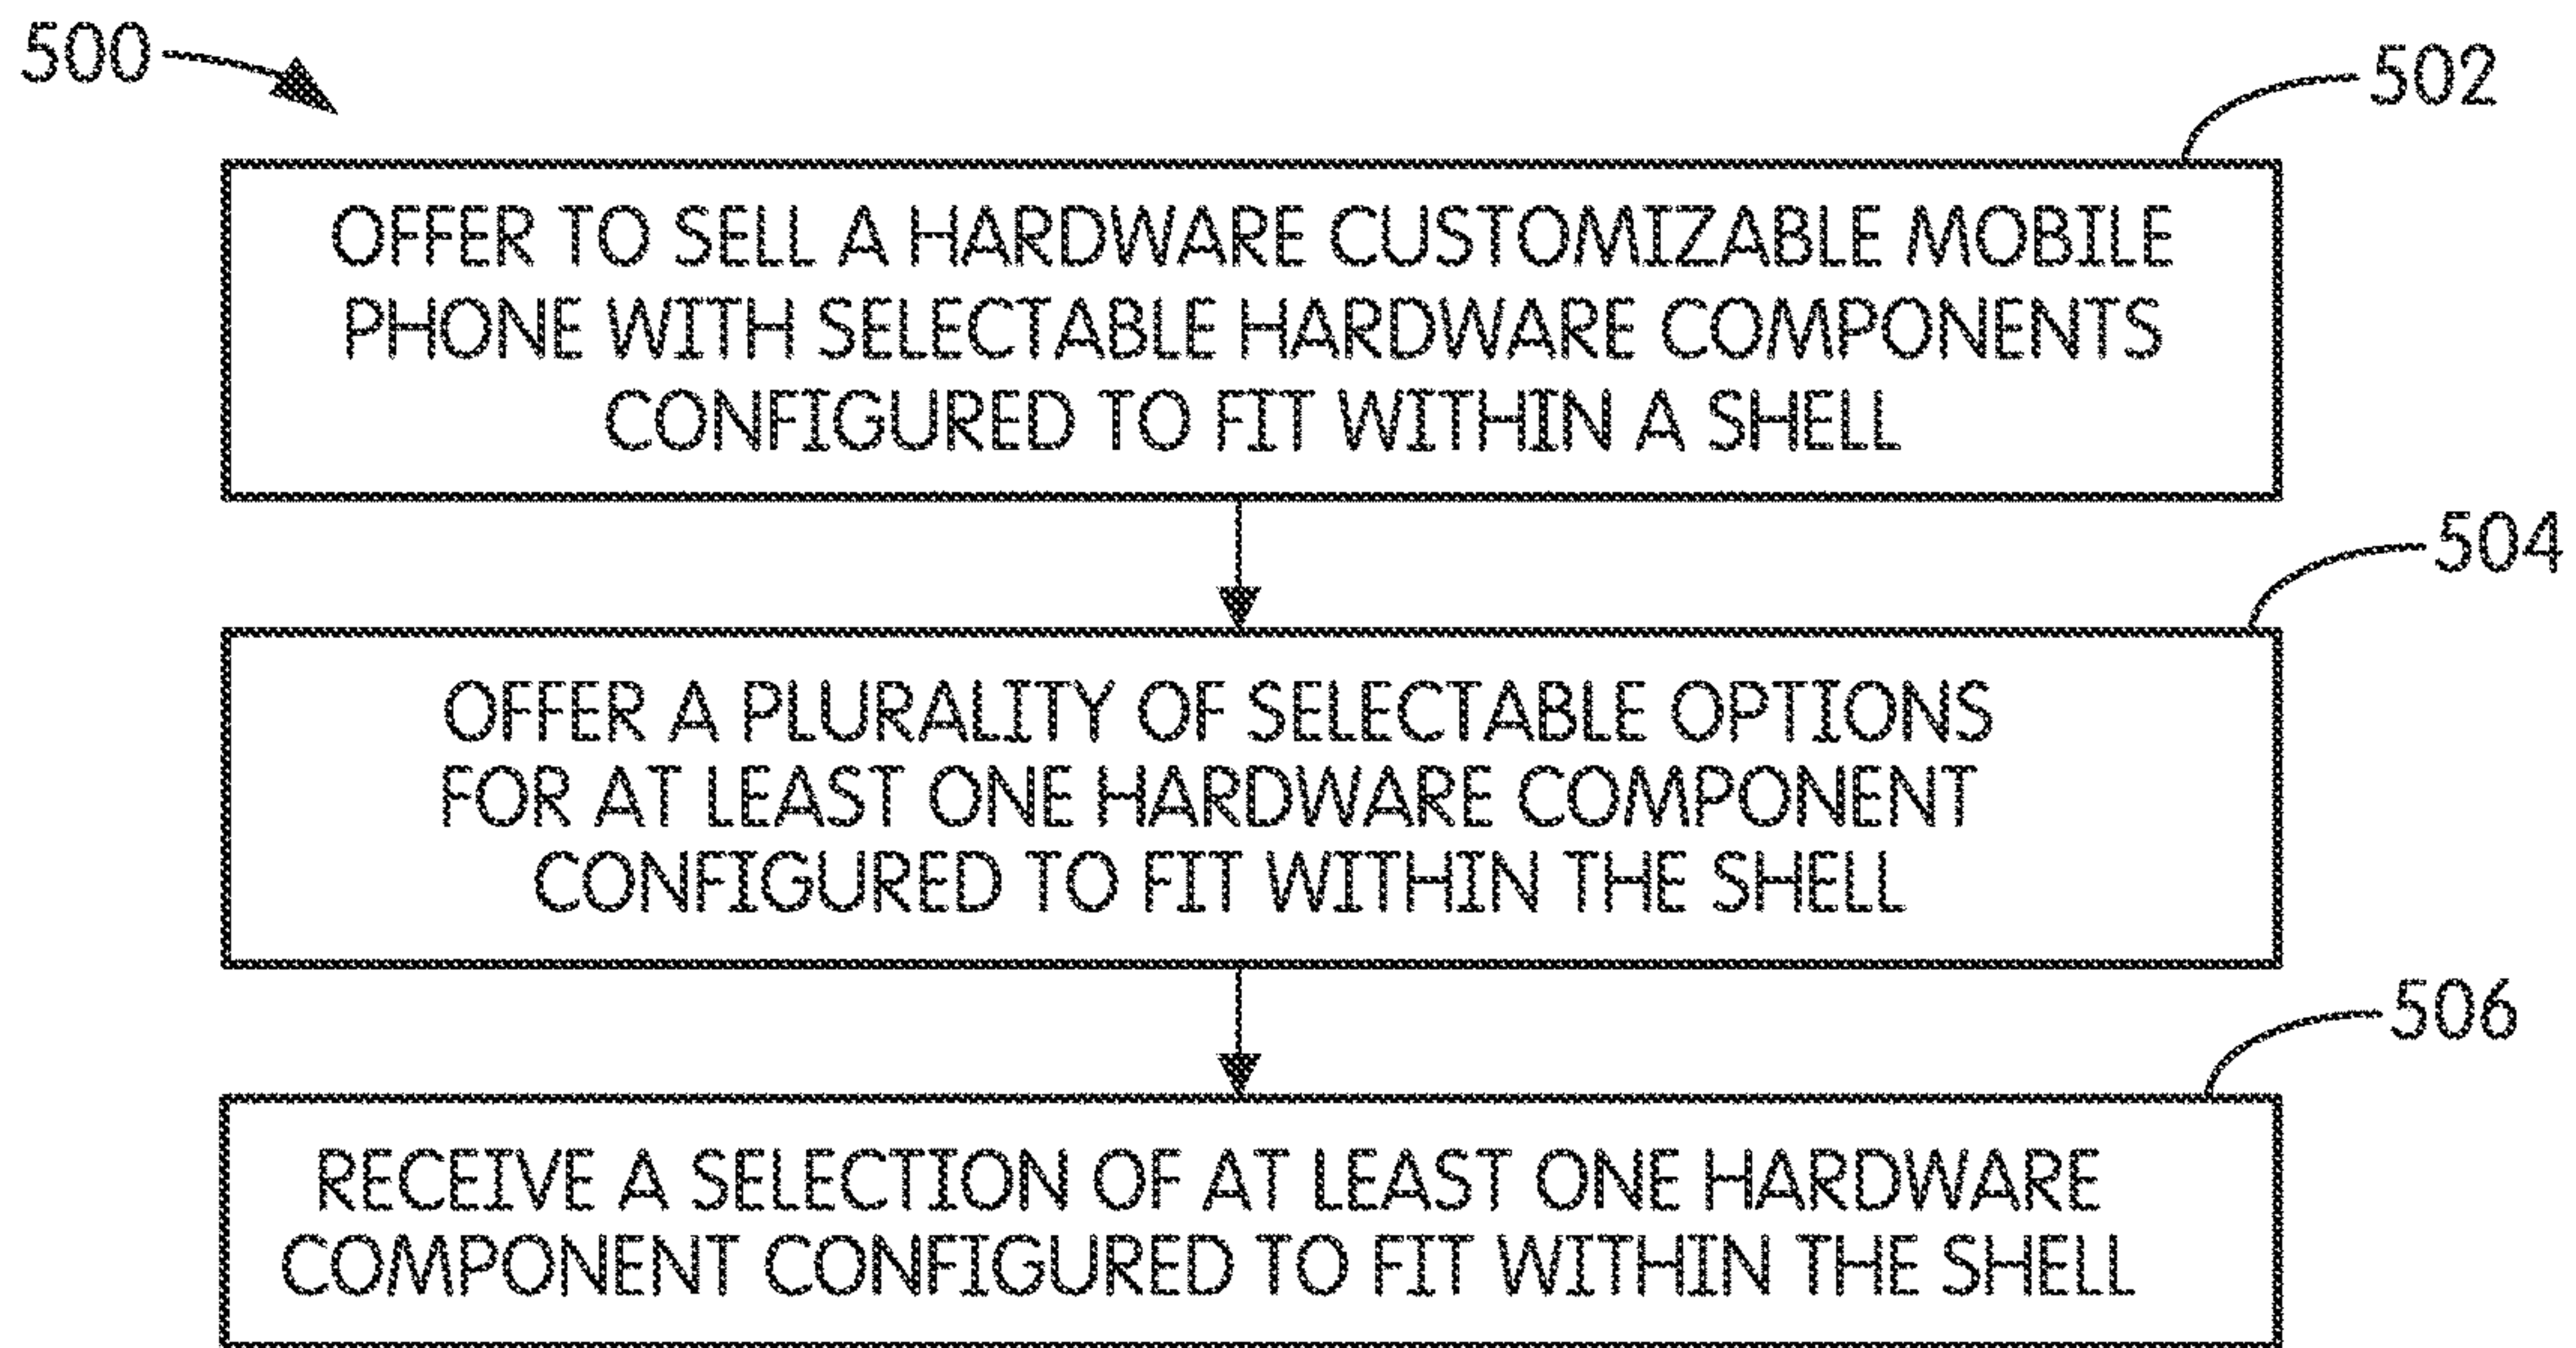 500
502
OFFER TO SELL A HARDWARE CUSTOMIZABLE MOBILE
PHONE WITH SELECTABLE HARDWARE COMPONENTS
CONFIGURED TO FIT WITHIN A SHELL
504
OFFER A PLURALITY OF SELECTABLE OPTIONS
FOR AT LEAST ONE HARDWARE COMPONENT
CONFIGURED TO FIT WITHIN THE SHELL
506
RECEIVE A SELECTION OF AT LEAST ONE HARDWARE
COMPONENT CONFIGURED TO FIT WITHIN THE SHELL